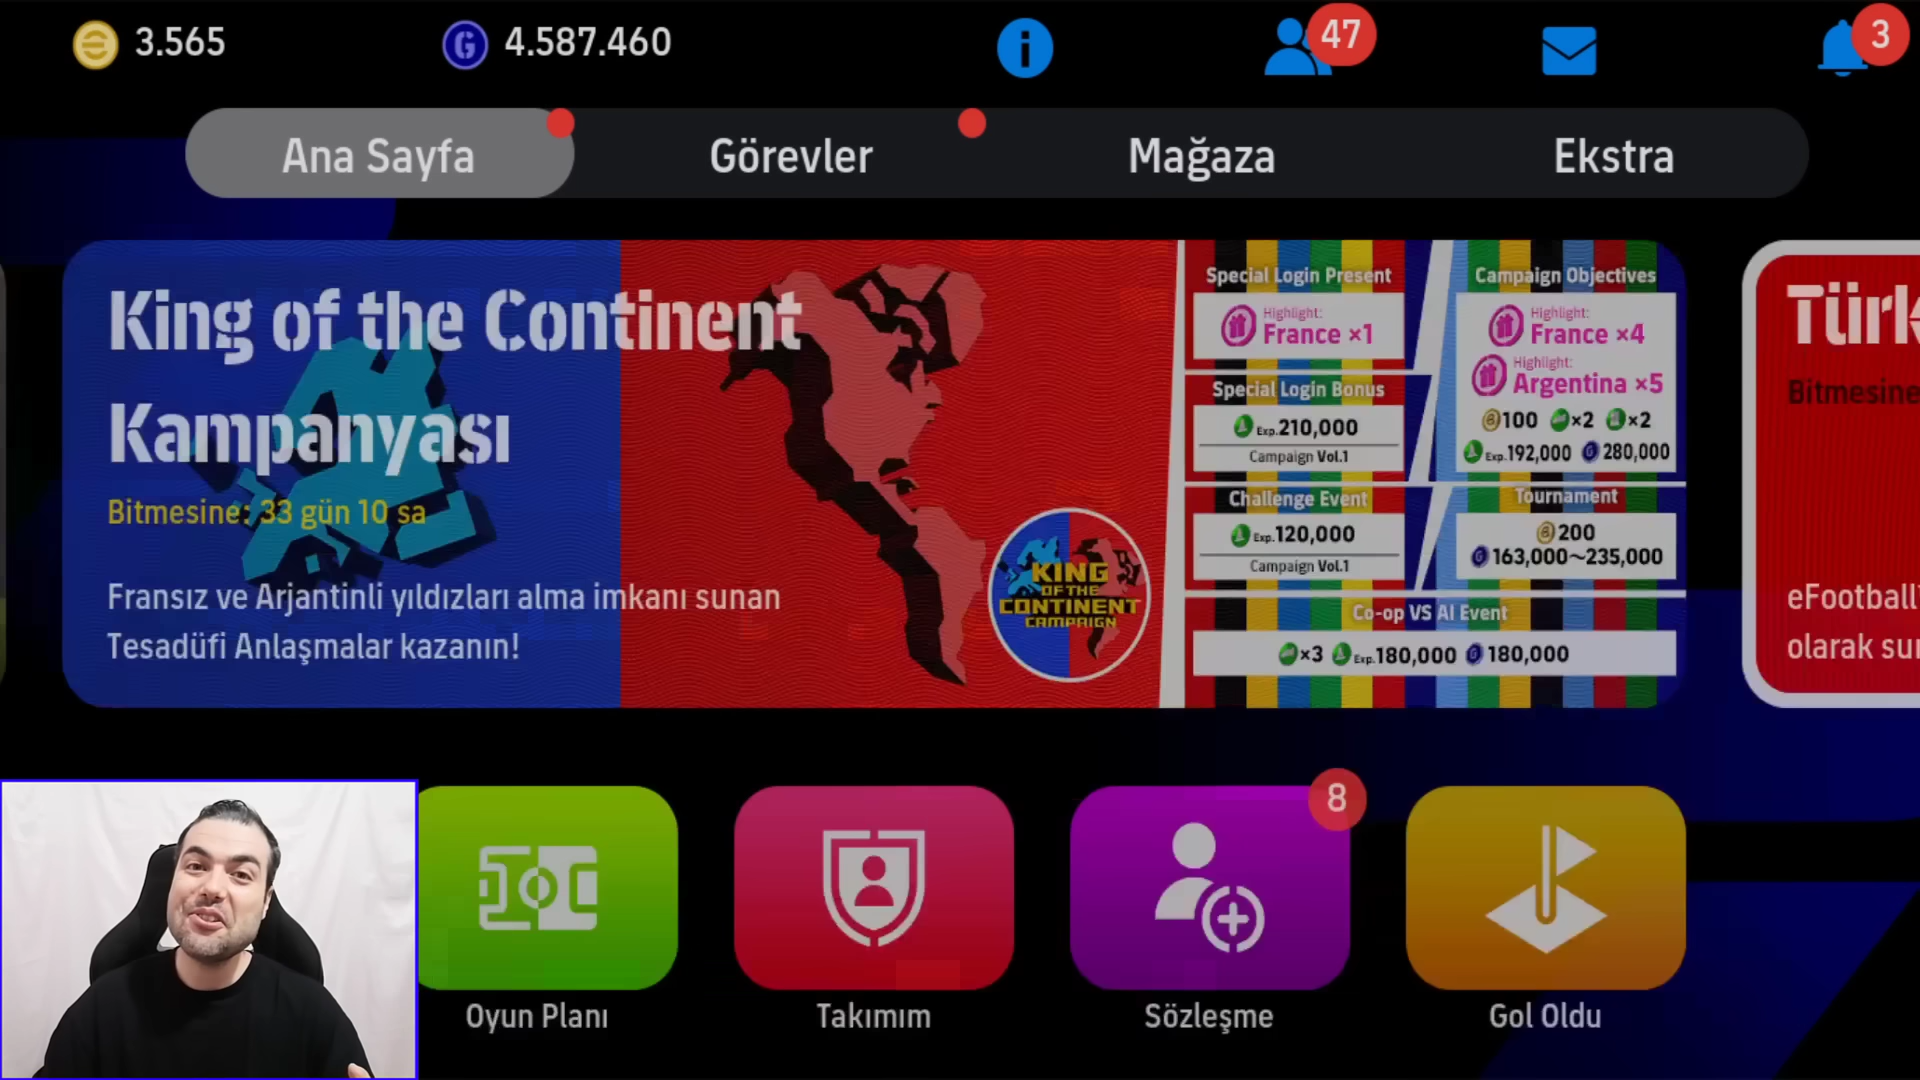 3.565
4.587.460
47
3
Ana Sayfa
Görevler
Mağaza
Ekstra
King of the Continent
Kampanyası
Bitmesine: 33 gün 10 sa
Fransız ve Arjantinli yıldızları alma imkanı sunan
Tesadüfi Anlaşmalar kazanın!
KING
OF THE
CONTINENT
CAMPAIGN
Special Login Present
Highlight:
France ×1
Special Login Bonus
Exp.210,000
Campaign Vol.1
Challenge Event
Exp.120,000
Campaign Vol.1
Campaign Objectives
Highlight:
France ×4
Highlight:
Argentina ×5
100 ×2 ×2
Exp.192,000 280,000
Tournament
200
163,000～235,000
Co-op VS AI Event
×3 Exp.180,000 180,000
Türk
Bitmesine
eFootball
olarak su
8
Oyun Planı
Takımım
Sözleşme
Gol Oldu